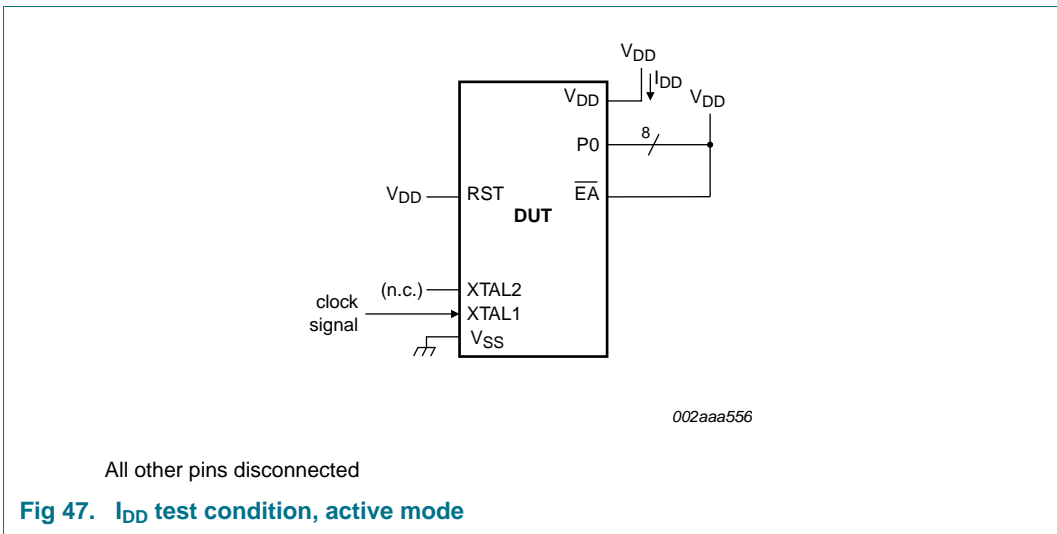 VDD
IDD
VDD
VDD
8
P0
VDD
RST
EA
DUT
(n.c.)
XTAL2
clock
signal
XTAL1
VSS
002aaa556
All other pins disconnected
Fig 47. IDD test condition, active mode